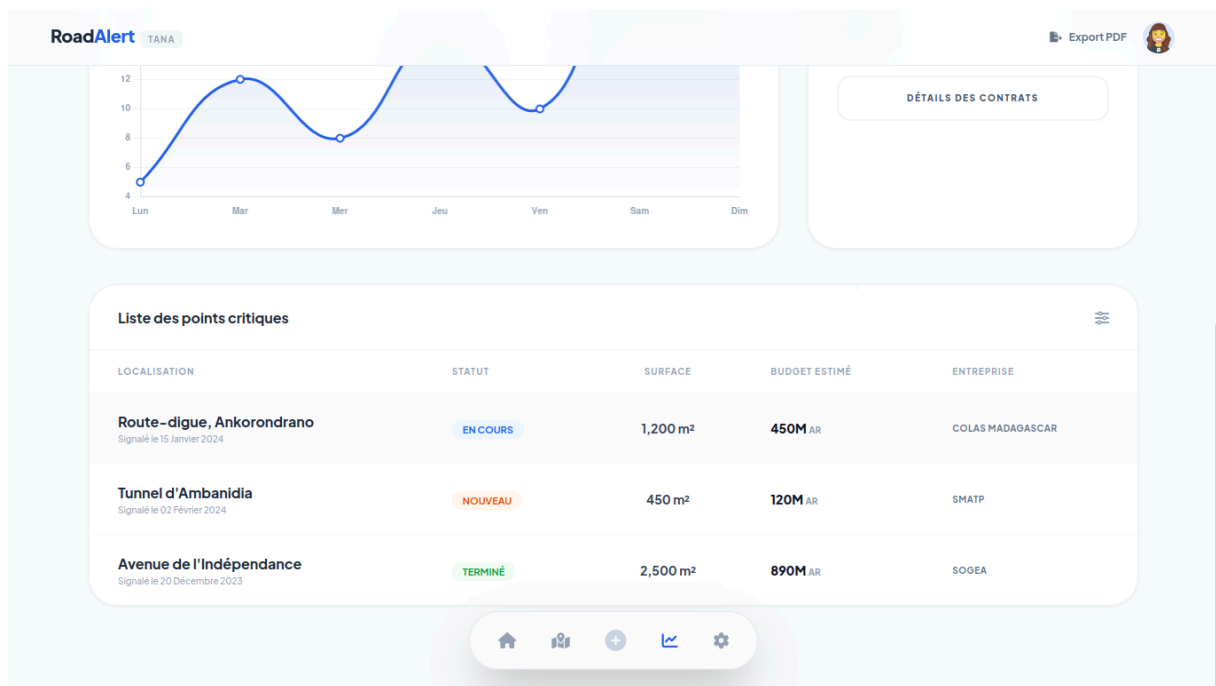 RoadAlert TANA
Export PDF
12
10
8
6
4
Lun Mar Mer Jeu Ven Sam Dim
DÉTAILS DES CONTRATS
Liste des points critiques
LOCALISATION STATUT SURFACE BUDGET ESTIMÉ ENTREPRISE
Route-digue, Ankorondrano
Signalé le 15 Janvier 2024
EN COURS 1,200 m² 450M AR COLAS MADAGASCAR
Tunnel d'Ambanidia
Signalé le 02 Février 2024
NOUVEAU 450 m² 120M AR SMATP
Avenue de l'Indépendance
Signalé le 20 Décembre 2023
TERMINÉ 2,500 m² 890M AR SOGEA